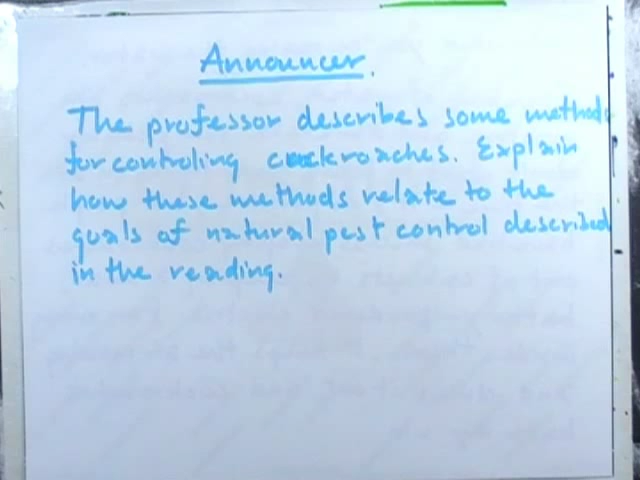 Announcer.
The professor describes some methods
for controling cockroaches. Explain
how these methods relate to the
goals of natural pest control described
in the reading.